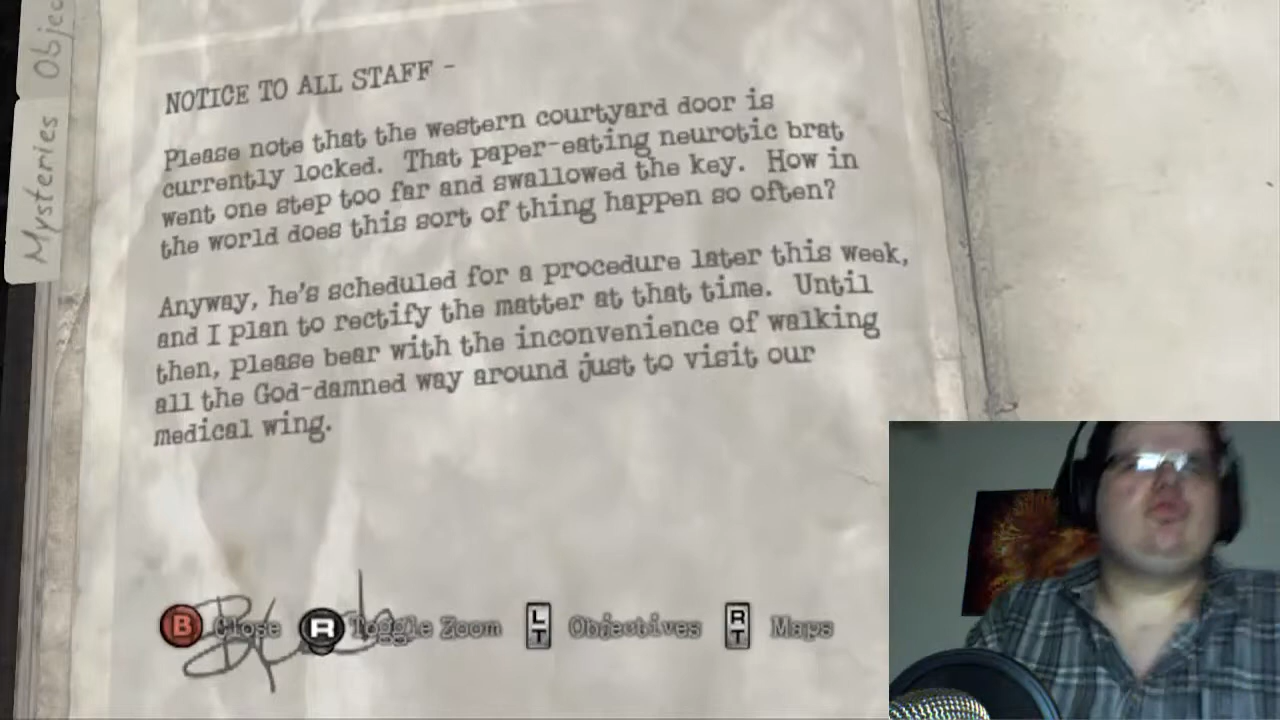 Objec
Mysteries
NOTICE TO ALL STAFF -
Please note that the western courtyard door is
currently locked. That paper-eating neurotic brat
went one step too far and swallowed the key. How in
the world does this sort of thing happen so often?
Anyway, he's scheduled for a procedure later this week,
and I plan to rectify the matter at that time. Until
then, please bear with the inconvenience of walking
all the God-damned way around just to visit our
medical wing.
B Close R Toggle Zoom LT Objectives RT Maps